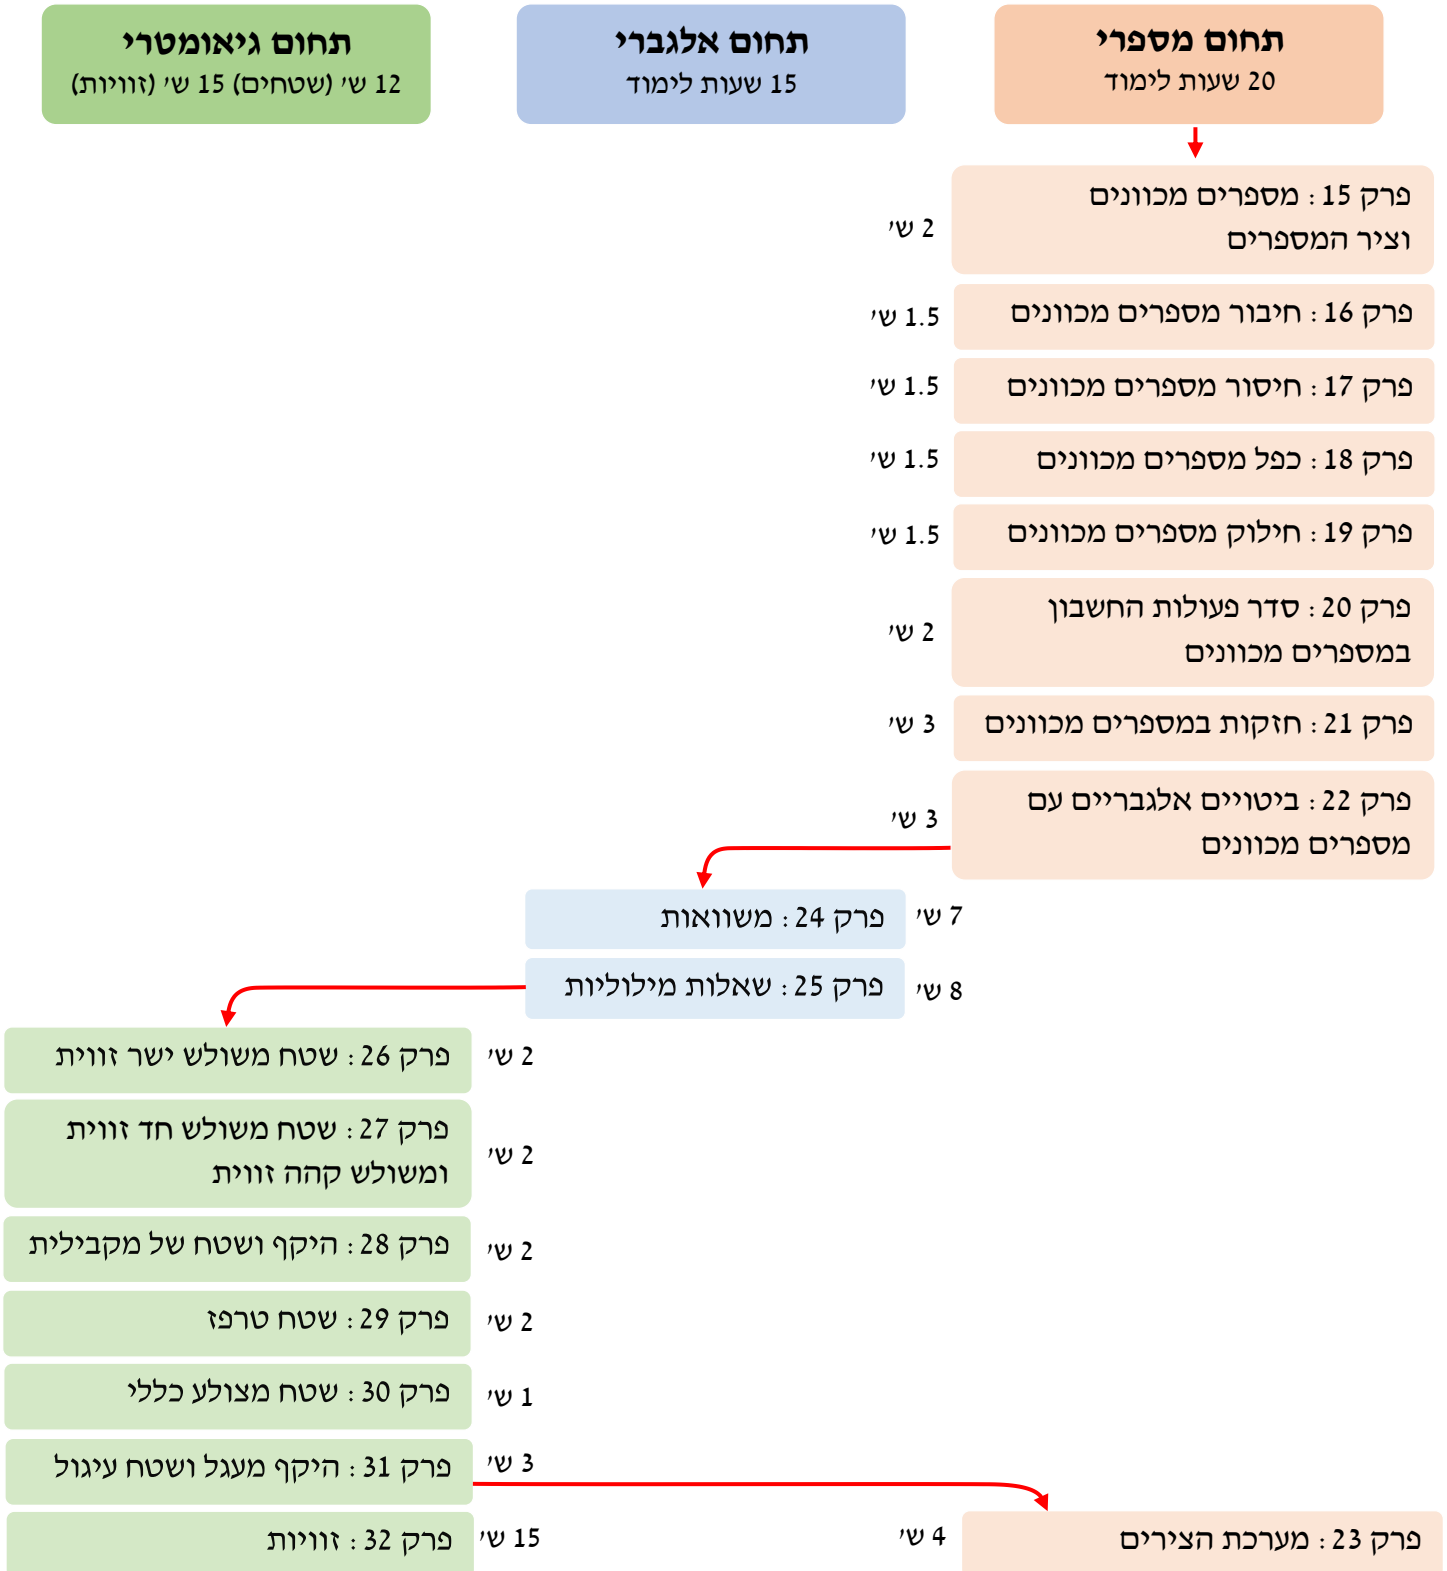 תחום מספרי
20 שעות לימוד
תחום אלגברי
15 שעות לימוד
תחום גיאומטרי
12 ש' (שטחים) 15 ש' (זוויות)
פרק 15: מספרים מכוונים
וציר המספרים
2 ש'
פרק 16: חיבור מספרים מכוונים
1.5 ש'
פרק 17: חיסור מספרים מכוונים
1.5 ש'
פרק 18: כפל מספרים מכוונים
1.5 ש'
פרק 19: חילוק מספרים מכוונים
1.5 ש'
פרק 20: סדר פעולות החשבון
במספרים מכוונים
2 ש'
פרק 21: חזקות במספרים מכוונים
3 ש'
פרק 22: ביטויים אלגבריים עם
מספרים מכוונים
3 ש'
7 ש'
פרק 24: משוואות
8 ש'
פרק 25: שאלות מילוליות
2 ש'
פרק 26: שטח משולש ישר זווית
2 ש'
פרק 27: שטח משולש חד זווית
ומשולש קהה זווית
2 ש'
פרק 28: היקף ושטח של מקבילית
2 ש'
פרק 29: שטח טרפז
1 ש'
פרק 30: שטח מצולע כללי
3 ש'
פרק 31: היקף מעגל ושטח עיגול
פרק 23: מערכת הצירים
4 ש'
15 ש'
פרק 32: זוויות